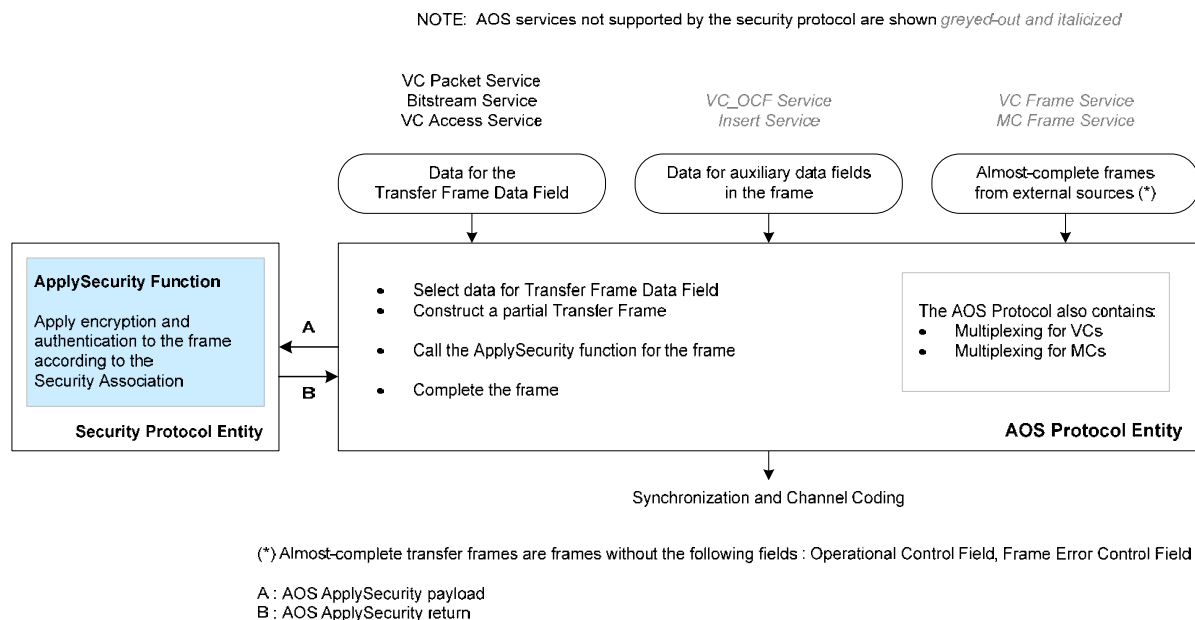 NOTE: AOS services not supported by the security protocol are shown greyed-out and italicized
VC Packet Service
Bitstream Service
VC Access Service
VC_OCF Service
Insert Service
VC Frame Service
MC Frame Service
Data for the
Transfer Frame Data Field
Data for auxiliary data fields
in the frame
Almost-complete frames
from external sources (*)
ApplySecurity Function
Apply encryption and
authentication to the frame
according to the
Security Association
Security Protocol Entity
A
B
• Select data for Transfer Frame Data Field
• Construct a partial Transfer Frame
• Call the ApplySecurity function for the frame
• Complete the frame
The AOS Protocol also contains:
• Multiplexing for VCs
• Multiplexing for MCs
AOS Protocol Entity
Synchronization and Channel Coding
(*) Almost-complete transfer frames are frames without the following fields : Operational Control Field, Frame Error Control Field
A : AOS ApplySecurity payload
B : AOS ApplySecurity return